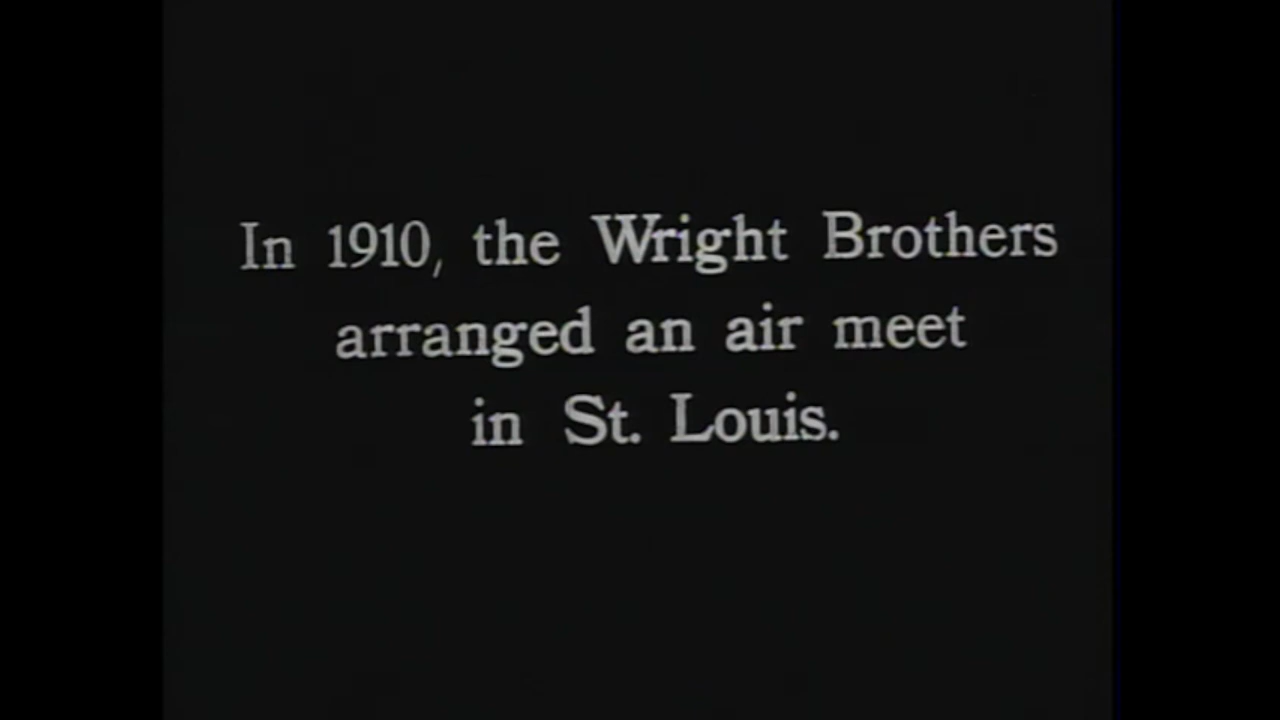 In 1910, the Wright Brothers
arranged an air meet
in St. Louis.